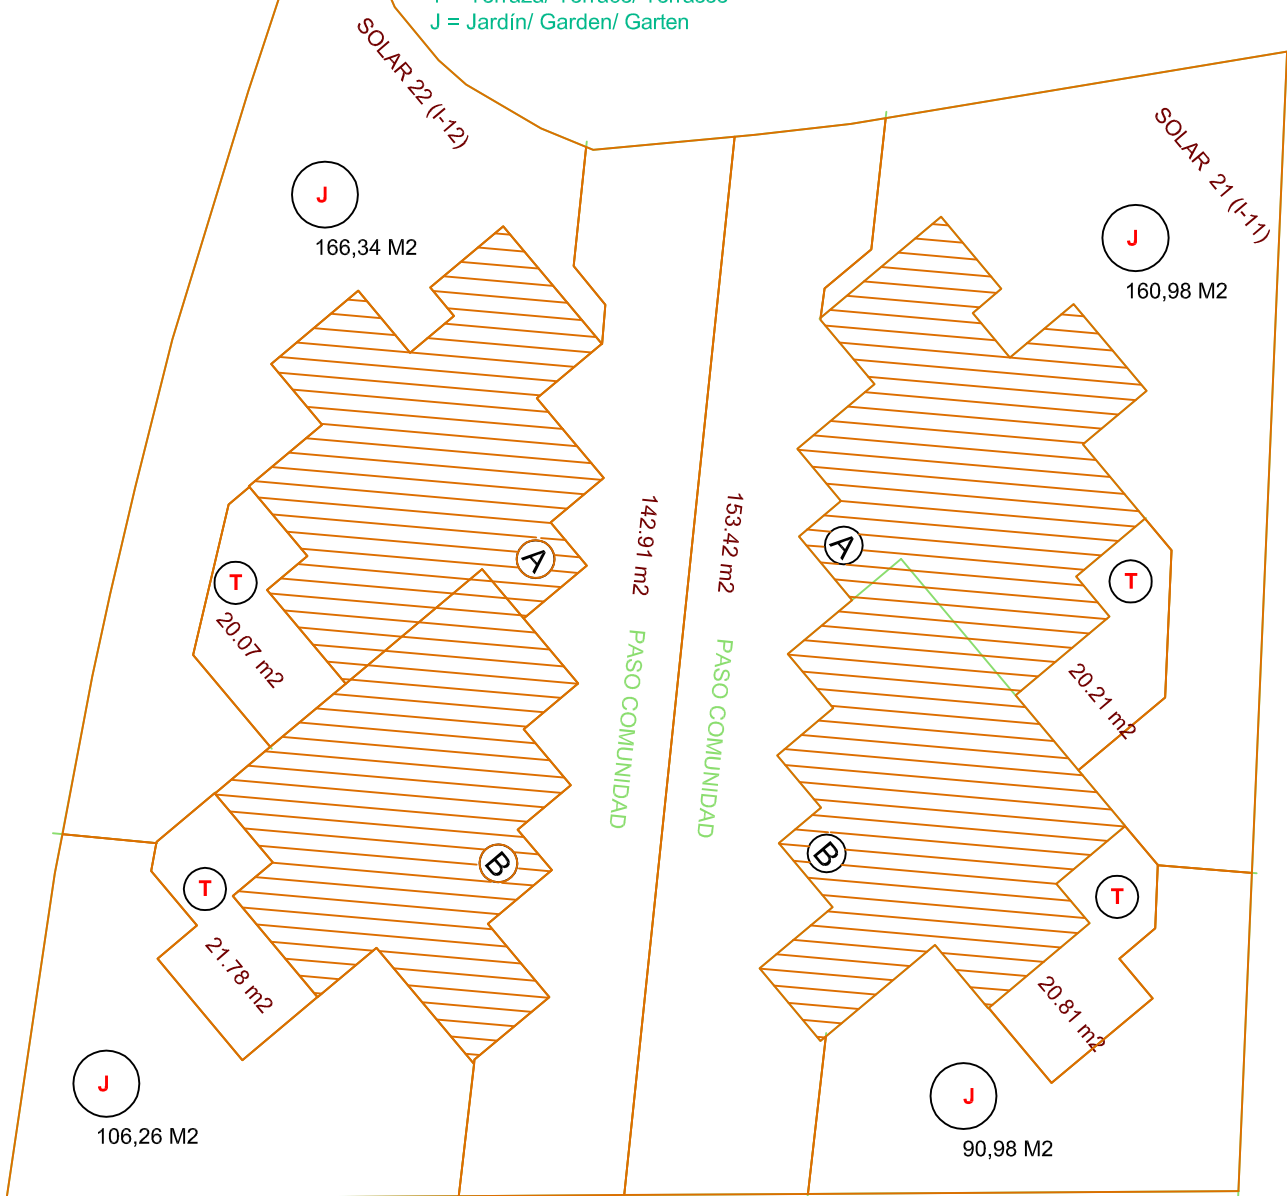 J = Jardín/ Garden/ Garten
SOLAR 22 (I-12)
SOLAR 21 (I-11)
J
166,34 M2
J
160,98 M2
A
A
142.91 m2
153.42 m2
T
20.07 m2
T
20.21 m2
PASO COMUNIDAD
PASO COMUNIDAD
B
B
T
21.78 m2
T
20.81 m2
J
106,26 M2
J
90,98 M2